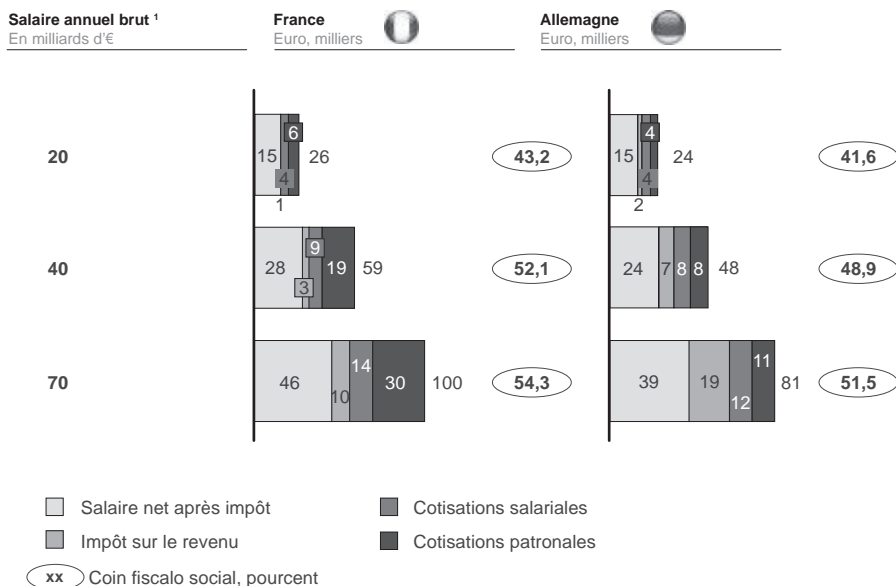 Salaire annuel brut ¹ France Allemagne
En milliards d'€ Euro, milliers Euro, milliers
6 4
20 15 26 43,2 15 24 41,6
4 4
1 2
9
40 28 19 59 52,1 24 7 8 8 48 48,9
3
14 11
70 46 30 100 54,3 39 19 81 51,5
10 12
Salaire net après impôt Cotisations salariales
Impôt sur le revenu Cotisations patronales
xx Coin fiscalo social, pourcent